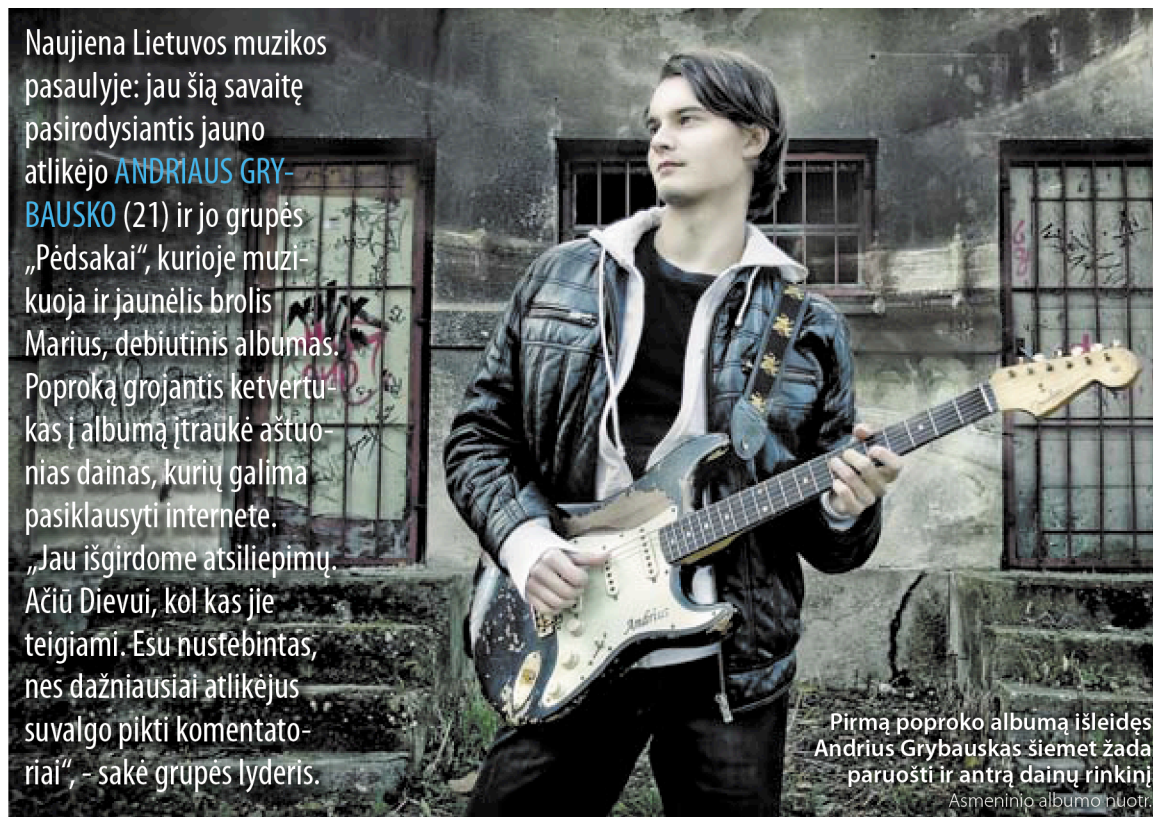 Naujiena Lietuvos muzikos
pasaulyje: jau šią savaitę
pasirodysiantis jauno
atlikėjo ANDRIAUS GRY-
BAUSKO (21) ir jo grupės
„Pėdsakai“, kurioje muzi-
kuoja ir jaunėlis brolis
Marius, debiutinis albumas.
Poproką grojantis ketvertu-
kas į albumą įtraukė aštuo-
nias dainas, kurių galima
pasiklausyti internete.
„Jau išgirdome atsiliepimų.
Ačiū Dievui, kol kas jie
teigiami. Esu nustebintas,
nes dažniausiai atlikėjus
suvalgo pikti komentato-
riai“, - sakė grupės lyderis.
Andrius
Pirmą poproko albumą išleidęs
Andrius Grybauskas šiemet žada
paruošti ir antrą dainų rinkinį
Asmeninio albumo nuotr.